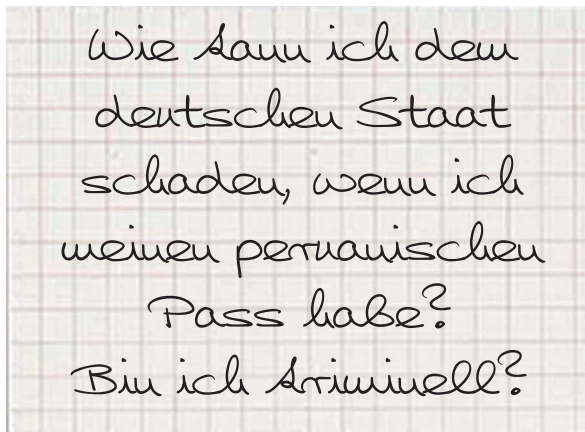 Wie kann ich dem
deutschen Staat
schaden, wenn ich
meinen peruanischen
Pass habe?
Bin ich kriminell?